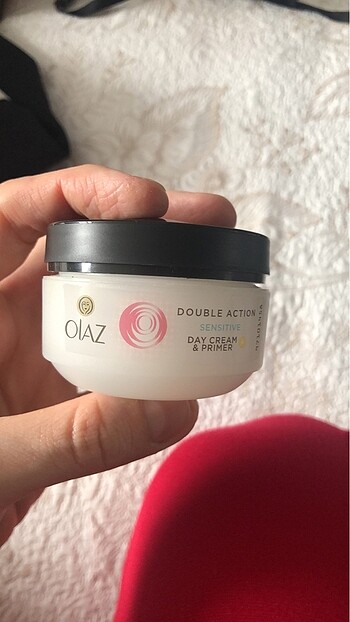 OLAZ
DOUBLE ACTION
SENSITIVE
DAY CREAM
& PRIMER